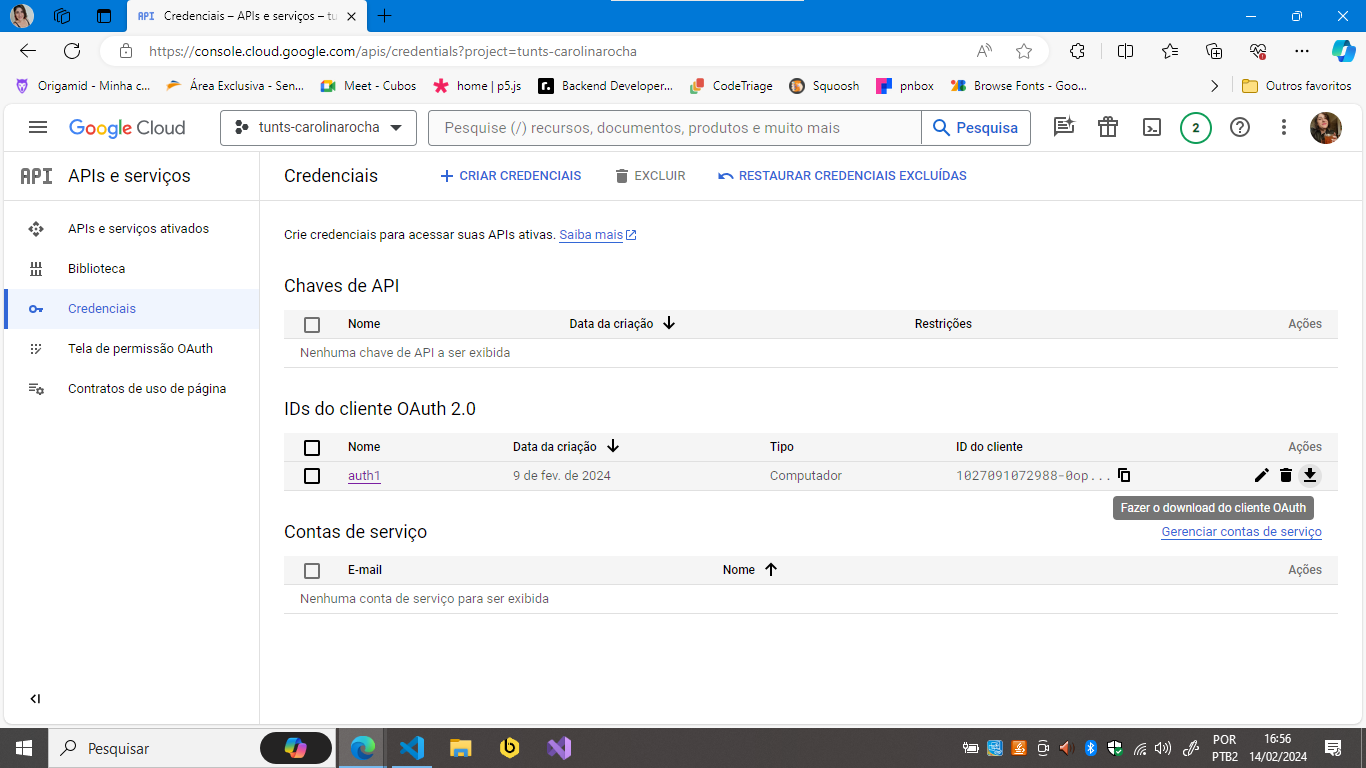 API Credenciais – APIs e serviços – tu
https://console.cloud.google.com/apis/credentials?project=tunts-carolinarocha
Origamid - Minha c... Área Exclusiva - Sen... Meet - Cubos home | p5.js Backend Developer... CodeTriage Squoosh pnbox Browse Fonts - Goo... Outros favoritos
Google Cloud tunts-carolinarocha Pesquise (/) recursos, documentos, produtos e muito mais Pesquisa 2
API APIs e serviços
Credenciais CRIAR CREDENCIAIS EXCLUIR RESTAURAR CREDENCIAIS EXCLUÍDAS
APIs e serviços ativados
Biblioteca
Credenciais
Tela de permissão OAuth
Contratos de uso de página
Crie credenciais para acessar suas APIs ativas. Saiba mais
Chaves de API
Nome Data da criação Restrições Ações
Nenhuma chave de API a ser exibida
IDs do cliente OAuth 2.0
Nome Data da criação Tipo ID do cliente Ações
auth1 9 de fev. de 2024 Computador 1027091072988-0op...
Fazer o download do cliente OAuth
Contas de serviço Gerenciar contas de serviço
E-mail Nome Ações
Nenhuma conta de serviço para ser exibida
Pesquisar
POR 16:56
PTB2 14/02/2024